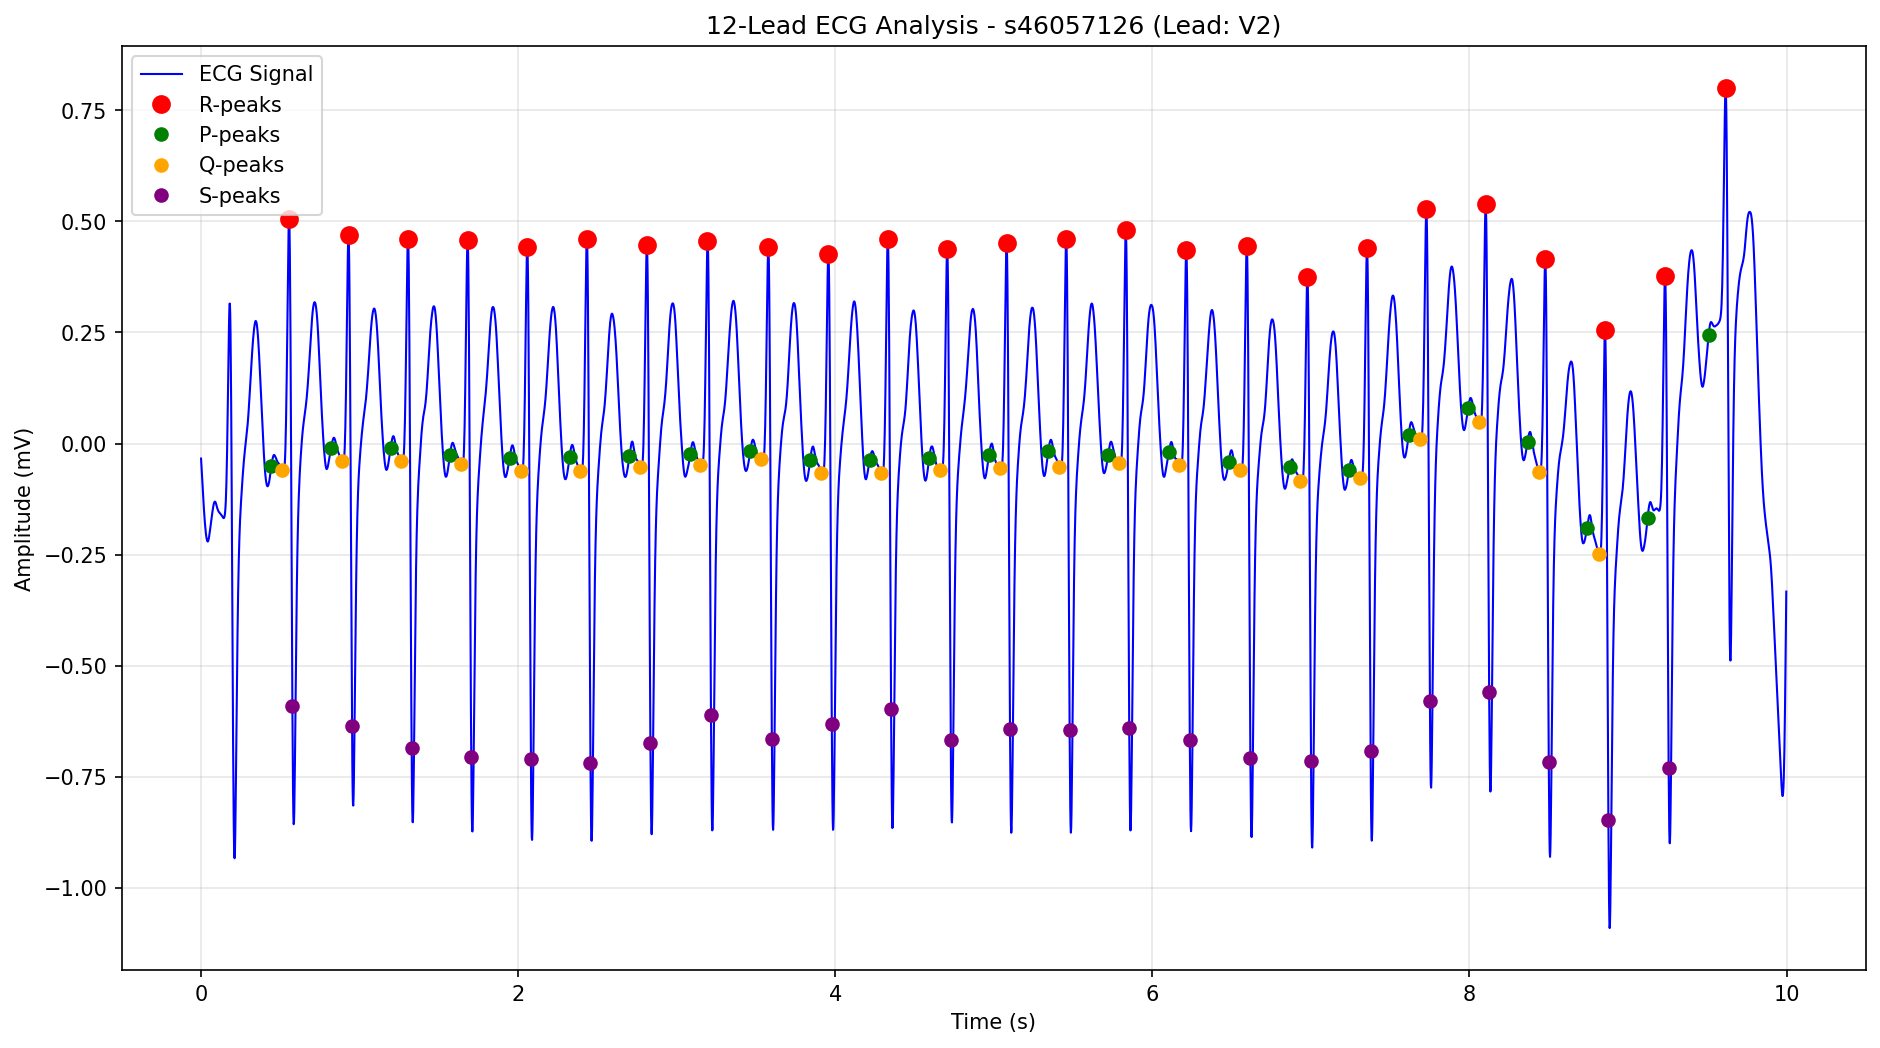 12-Lead ECG Analysis - s46057126 (Lead: V2)
ECG Signal
R-peaks
P-peaks
Q-peaks
S-peaks
0.75
0.50
0.25
0.00
−0.25
−0.50
−0.75
−1.00
Amplitude (mV)
0 2 4 6 8 10
Time (s)